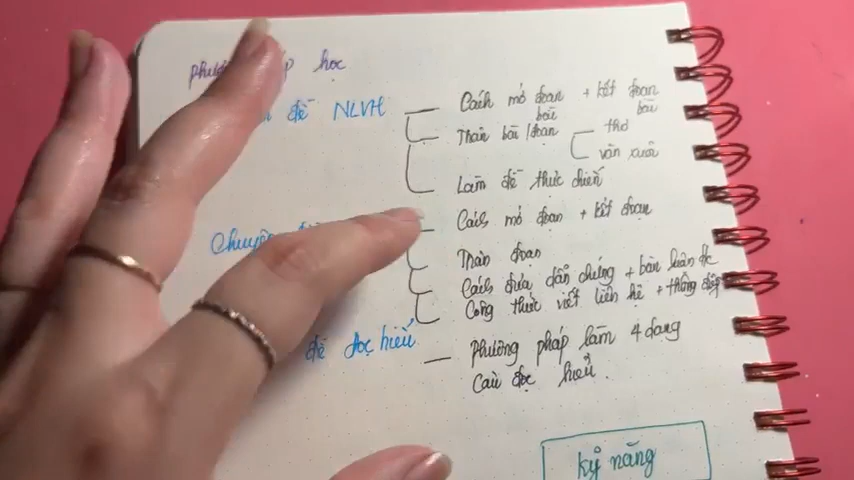 học
đề NLVH
Cách mở đoạn + kết đoạn
bài bài
Thân bài / đoạn
thơ
văn xuôi
Làm đề thực chiến
Cách mở đoạn + kết đoạn
Thân đoạn
Cách đưa dẫn chứng + bàn luận đc
Công thức viết liên hệ + thông điệp
đề đọc hiểu
Phương pháp làm 4 dạng
Câu đọc hiểu.
kỹ năng